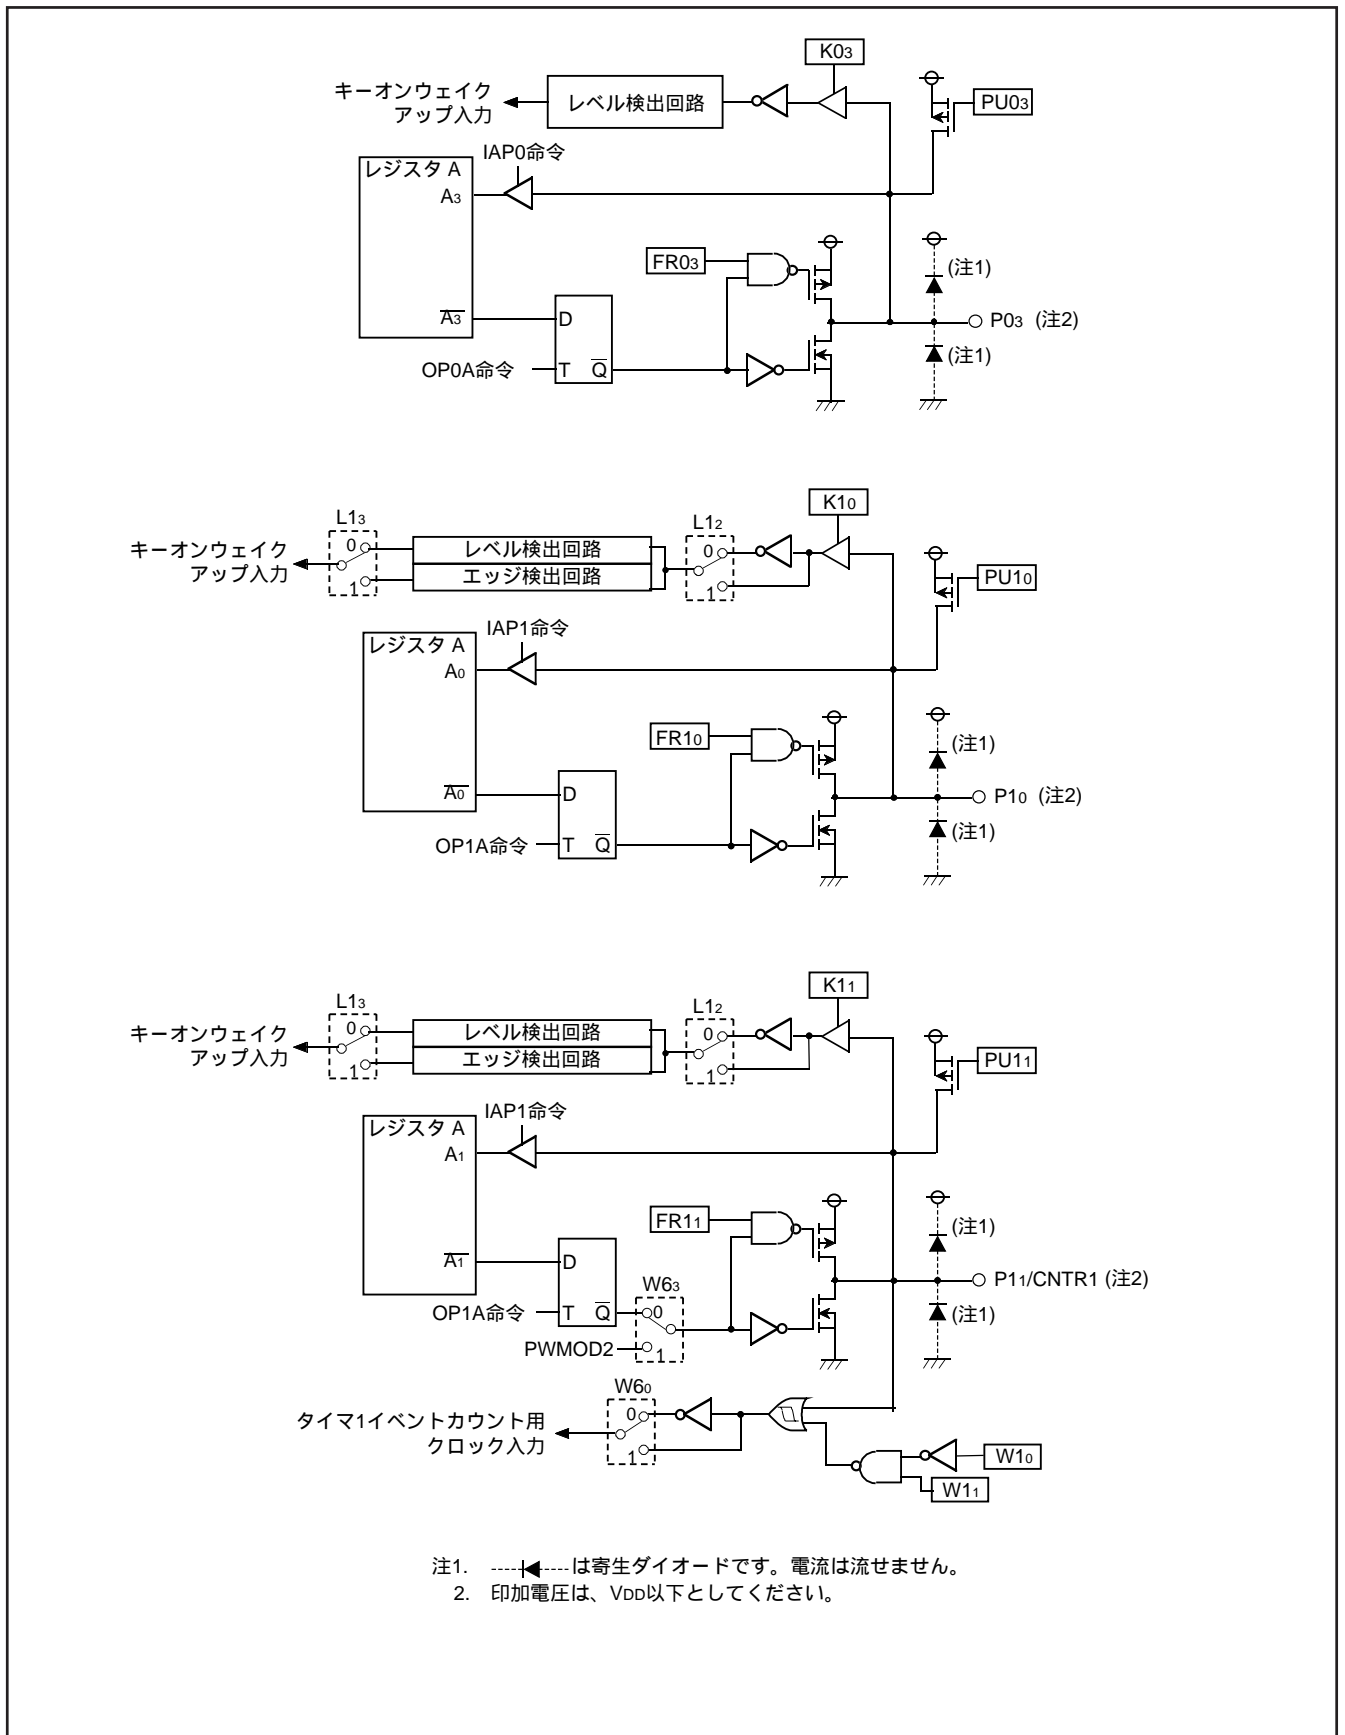 K03
キーオンウェイク
アップ入力
レベル検出回路
PU03
IAP0命令
レジスタ A
A3
FR03
(注1)
A3
D
P03 (注2)
(注1)
OP0A命令
T Q
K10
L13
L12
キーオンウェイク
アップ入力
0
レベル検出回路
0
エッジ検出回路
1
1
PU10
IAP1命令
レジスタ A
A0
FR10
(注1)
A0
D
P10 (注2)
(注1)
OP1A命令
T Q
K11
L13
L12
キーオンウェイク
アップ入力
0
レベル検出回路
0
エッジ検出回路
1
1
PU11
IAP1命令
レジスタ A
A1
FR11
(注1)
A1
D
W63
P11/CNTR1 (注2)
OP1A命令
T Q
0
(注1)
PWMOD2
1
W60
タイマ1イベントカウント用
クロック入力
0
1
W10
W11
注1. は寄生ダイオードです。電流は流せません。
2. 印加電圧は、VDD以下としてください。